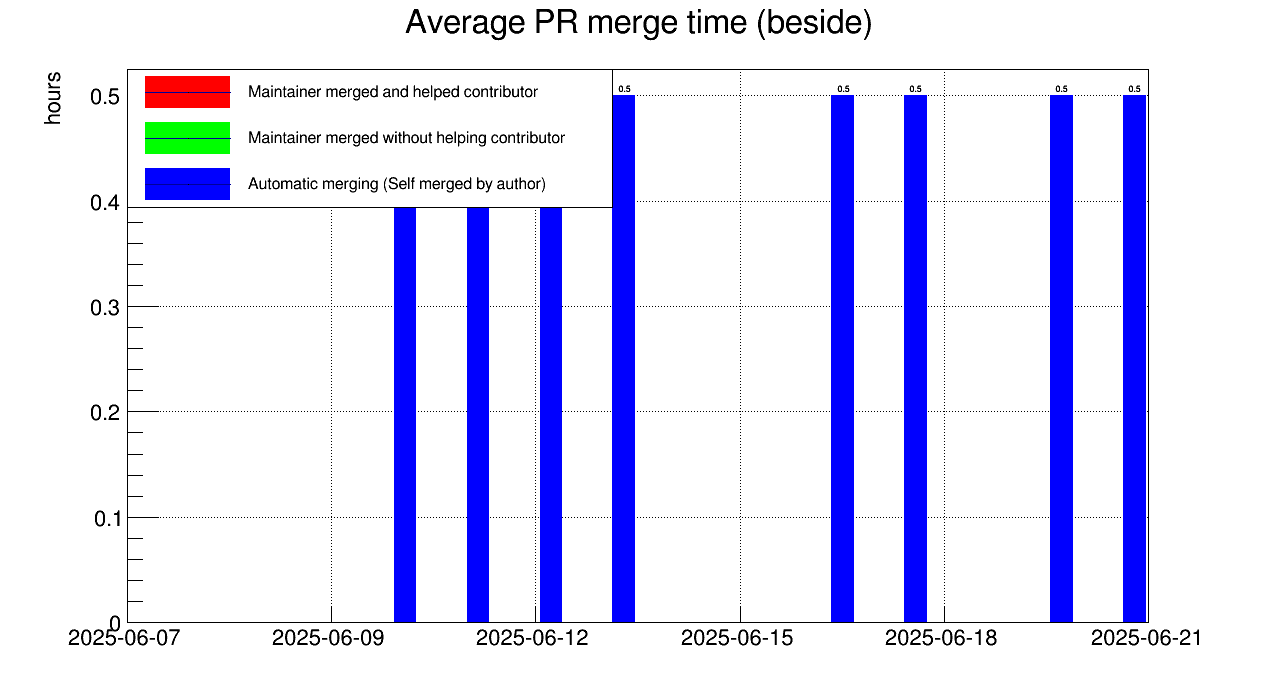 Average PR merge time (beside)
hours
Maintainer merged and helped contributor
Maintainer merged without helping contributor
Automatic merging (Self merged by author)
0.5 0.5 0.5 0.5 0.5
0.5
0.4
0.3
0.2
0.1
0
2025-06-07 2025-06-09 2025-06-12 2025-06-15 2025-06-18 2025-06-21